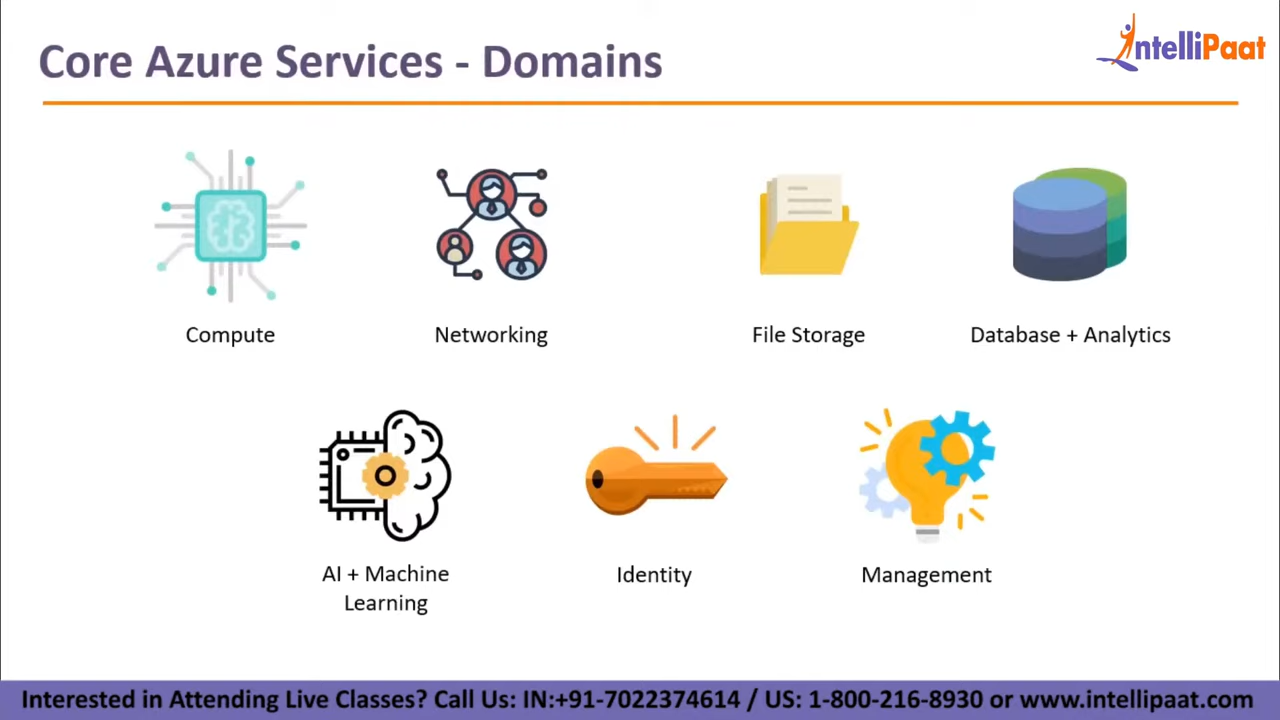 Core Azure Services - Domains
IntelliPaat
Compute
Networking
File Storage
Database + Analytics
AI + Machine
Learning
Identity
Management
Interested in Attending Live Classes? Call Us: IN:+91-7022374614 / US: 1-800-216-8930 or www.intellipaat.com